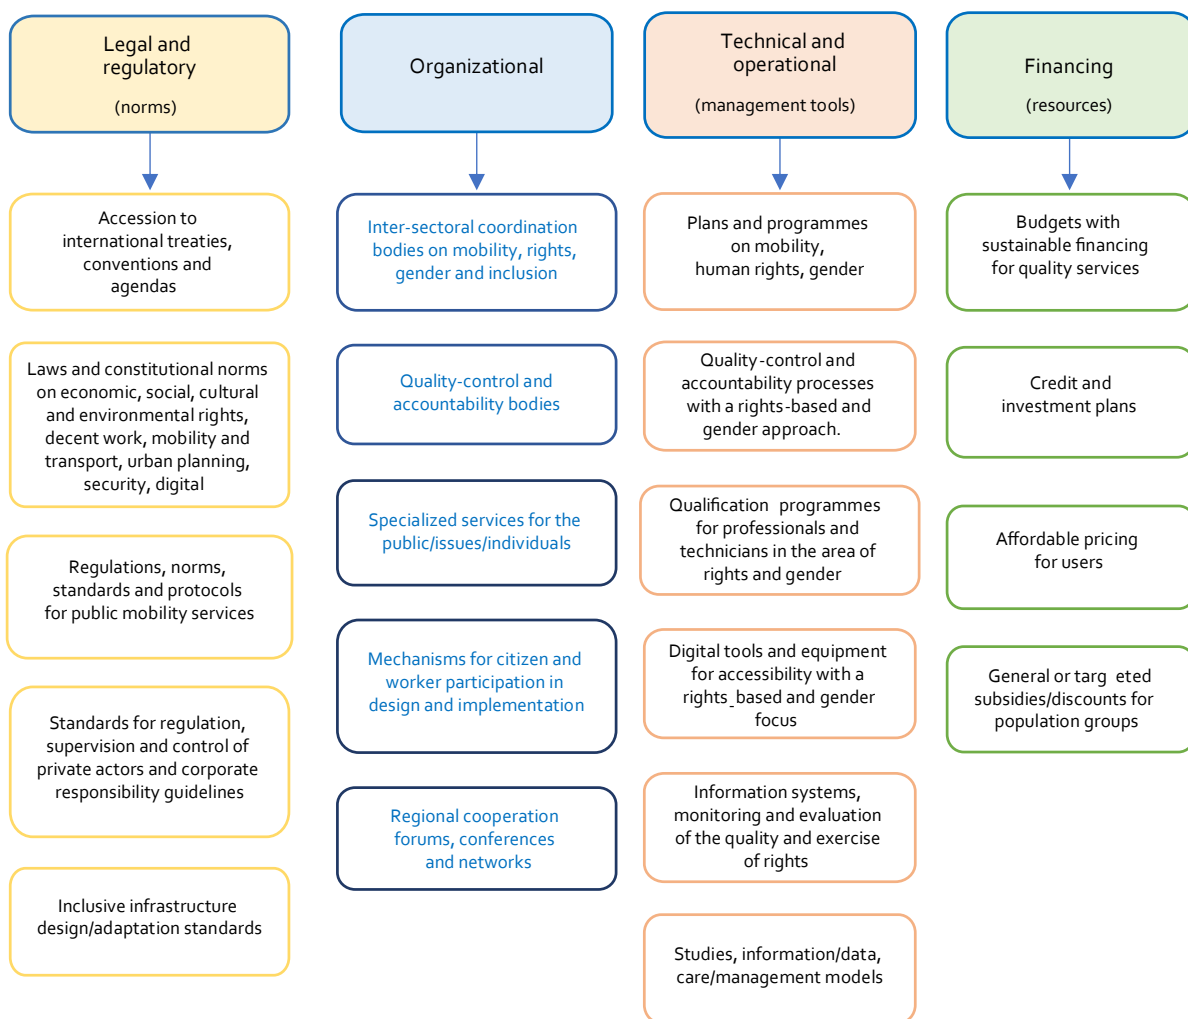 Legal and
regulatory
(norms)
Accession to
international treaties,
conventions and
agendas
Laws and constitutional norms
on economic, social, cultural
and environmental rights,
decent work, mobility and
transport, urban planning,
security, digital
Regulations, norms,
standards and protocols
for public mobility services
Standards for regulation,
supervision and control of
private actors and corporate
responsibility guidelines
Inclusive infrastructure
design/adaptation standards
Organizational
Inter-sectoral coordination
bodies on mobility, rights,
gender and inclusion
Quality-control and
accountability bodies
Specialized services for the
public/issues/individuals
Mechanisms for citizen and
worker participation in
design and implementation
Regional cooperation
forums, conferences
and networks
Technical and
operational
(management tools)
Plans and programmes
on mobility,
human rights, gender
Quality-control and
accountability processes
with a rights-based and
gender approach.
Qualification programmes
for professionals and
technicians in the area of
rights and gender
Digital tools and equipment
for accessibility with a
rights_based and gender
focus
Information systems,
monitoring and evaluation
of the quality and exercise
of rights
Studies, information/data,
care/management models
Financing
(resources)
Budgets with
sustainable financing
for quality services
Credit and
investment plans
Affordable pricing
for users
General or targ eted
subsidies/discounts for
population groups